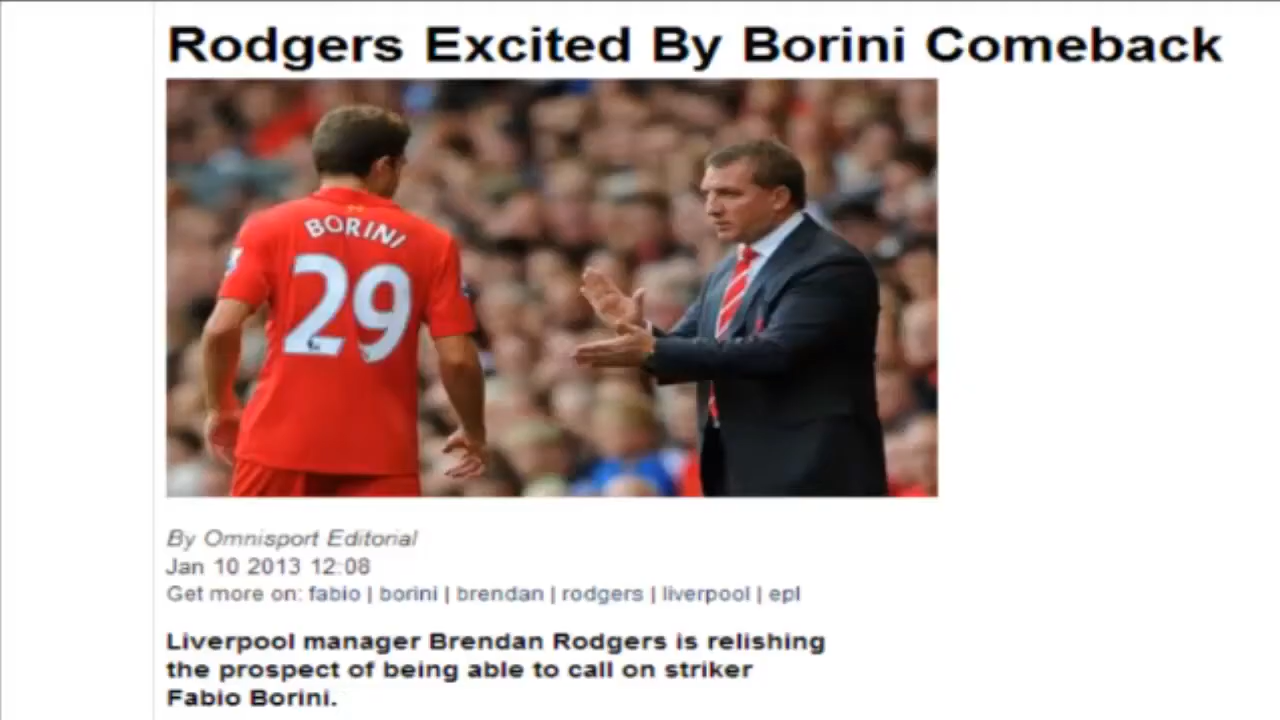 Rodgers Excited By Borini Comeback
BORINI
29
By Omnisport Editorial
Jan 10 2013 12:08
Get more on: fabio | borini | brendan | rodgers | liverpool | epl
Liverpool manager Brendan Rodgers is relishing
the prospect of being able to call on striker
Fabio Borini.